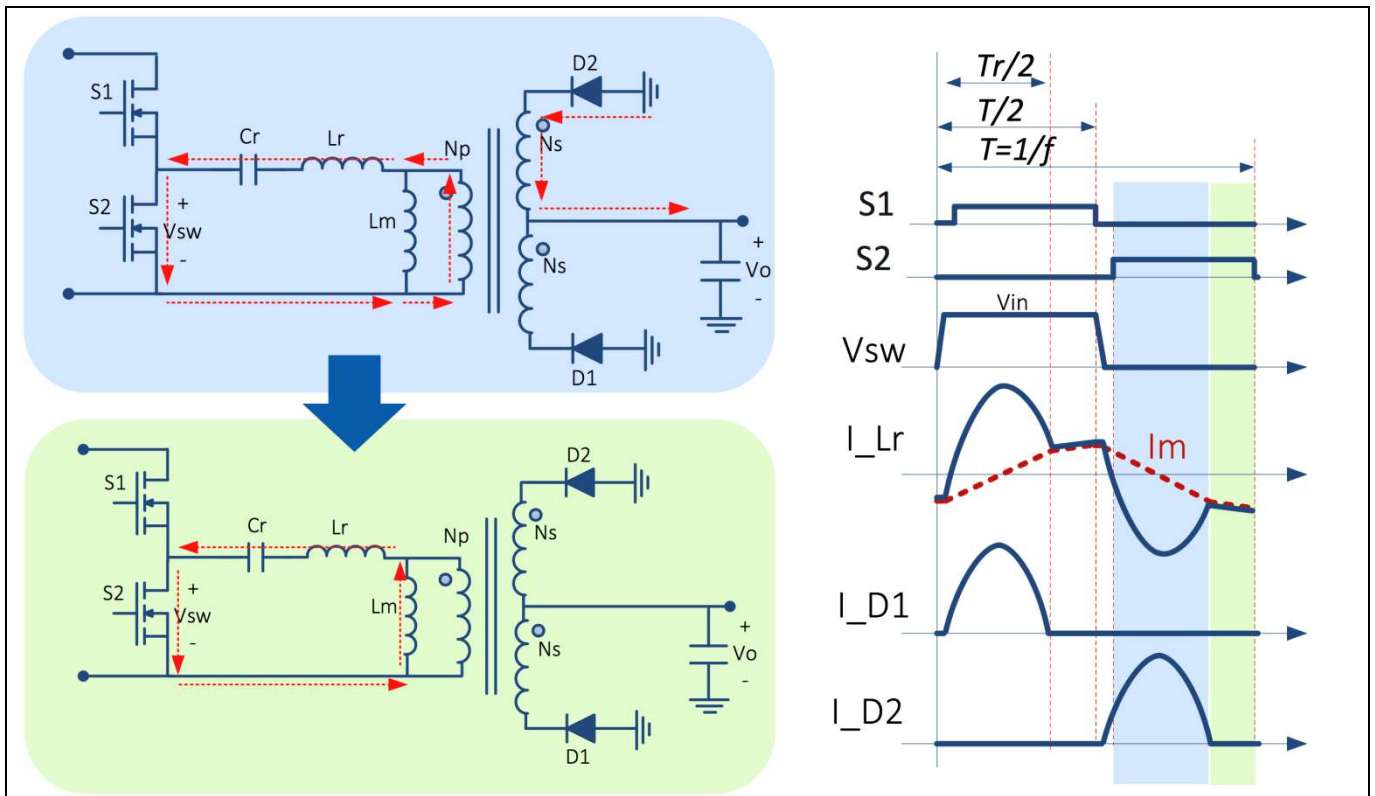 D2
S1
Cr
Lr
Np
Ns
S2
+
Vsw
-
Lm
Ns
+
Vo
-
D1
D2
S1
Cr
Lr
Np
Ns
S2
+
Vsw
-
Lm
Ns
+
Vo
-
D1
Tr/2
T/2
T=1/f
S1
S2
Vin
Vsw
I_Lr
Im
I_D1
I_D2